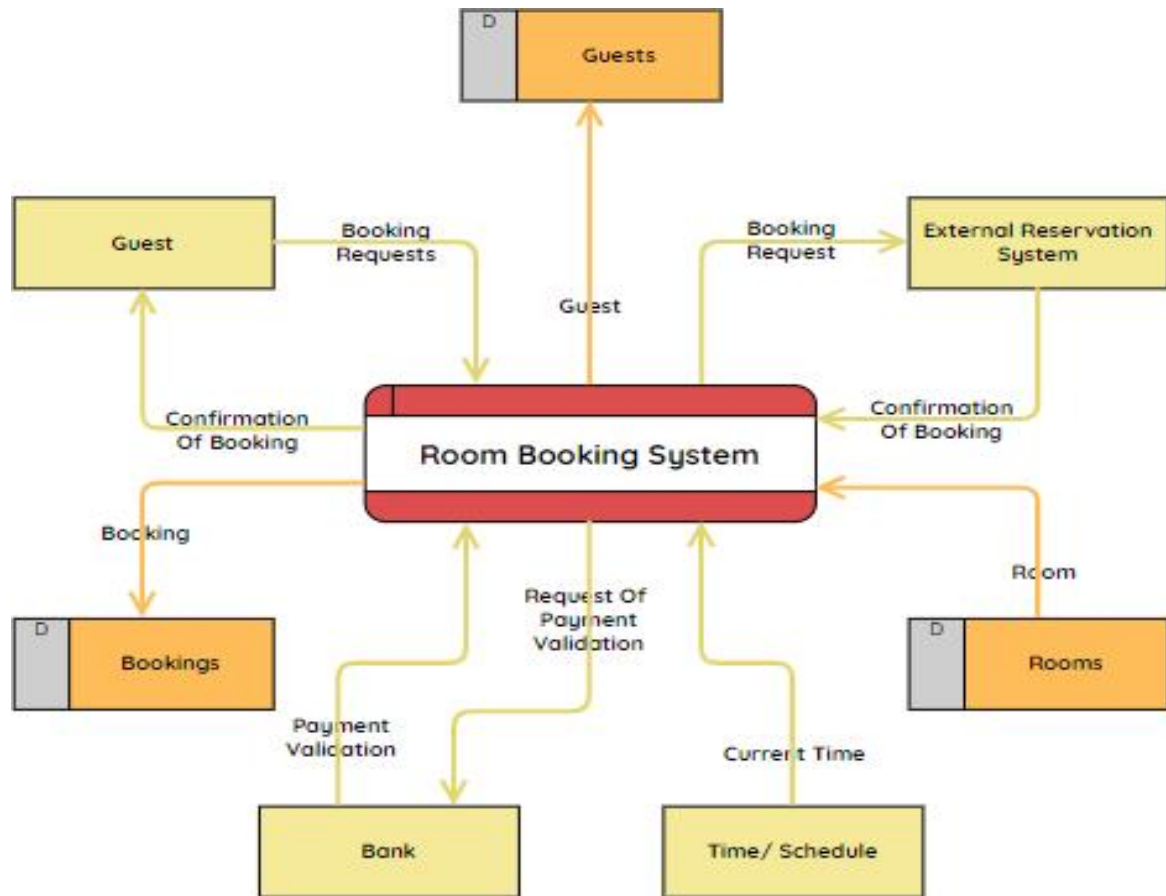 D
Guests
Guest
Booking
Requests
Booking
Request
External Reservation
System
Guest
Confirmation
Of Booking
Confirmation
Of Booking
Room Booking System
Booking
Room
Request Of
Payment
Validation
D
Bookings
D
Rooms
Payment
Validation
Current Time
Bank
Time/ Schedule